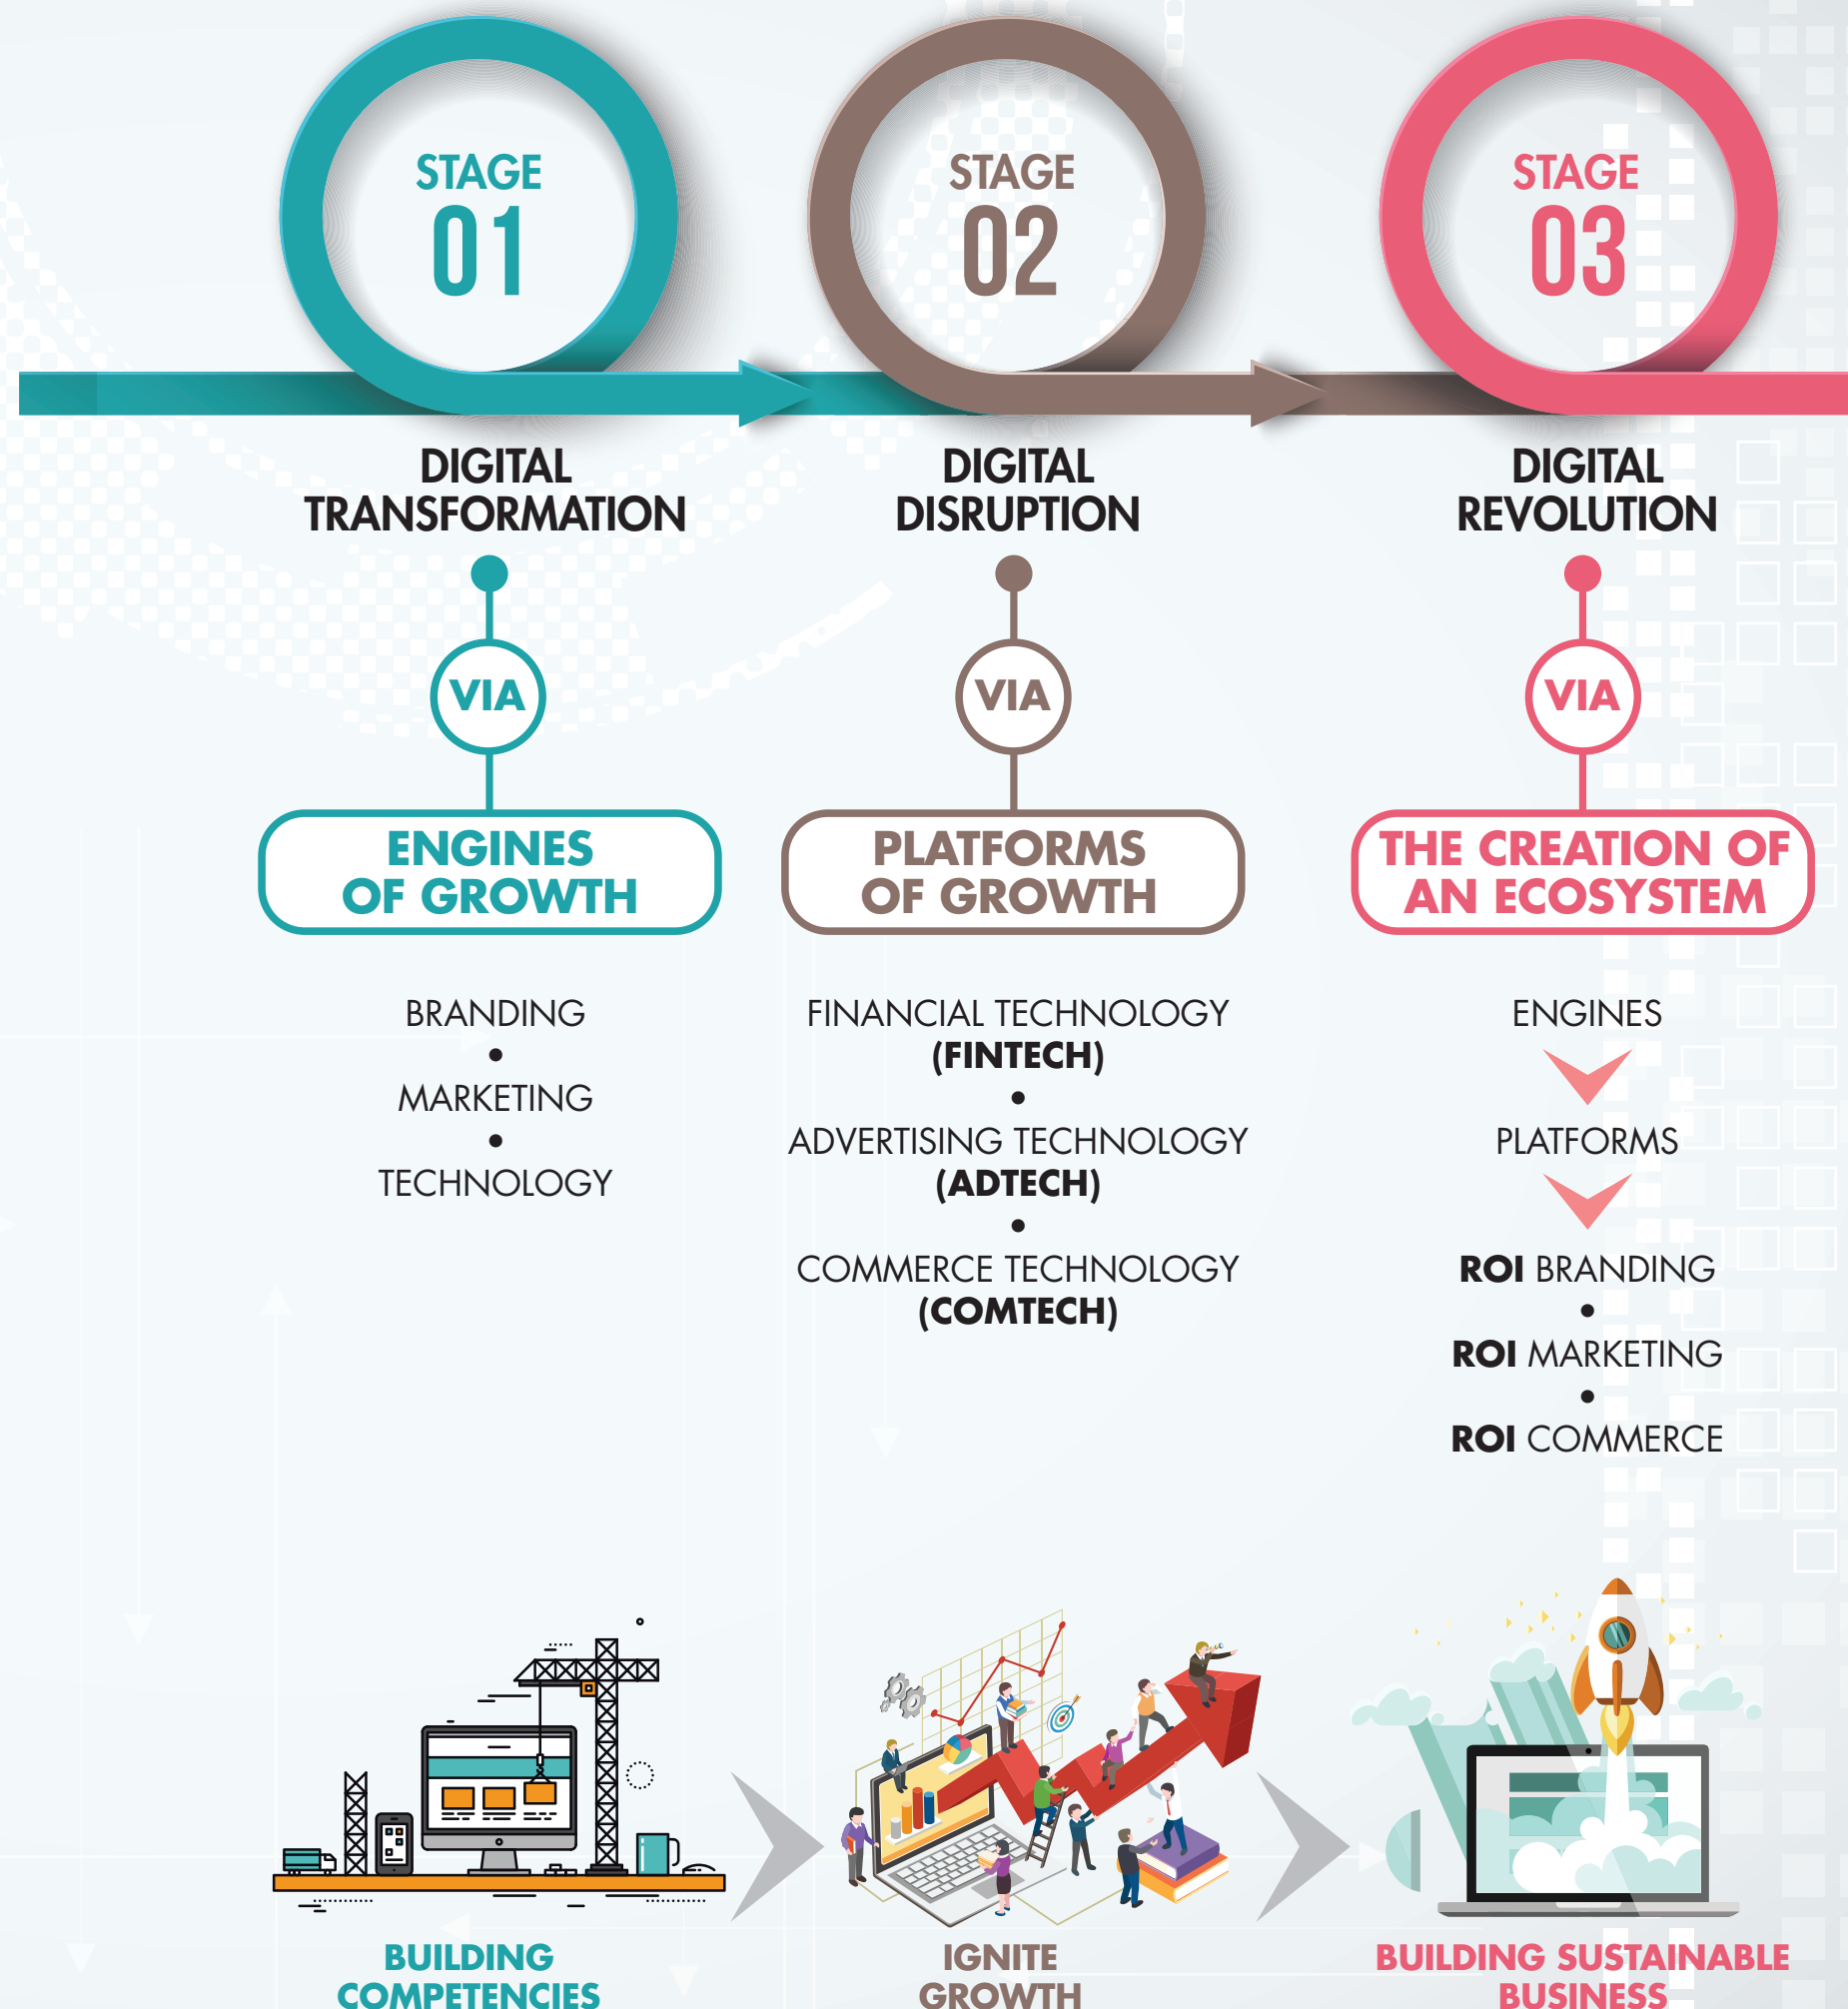 STAGE
01
STAGE
02
STAGE
03
DIGITAL
TRANSFORMATION
DIGITAL
DISRUPTION
DIGITAL
REVOLUTION
VIA
VIA
VIA
ENGINES
OF GROWTH
PLATFORMS
OF GROWTH
THE CREATION OF
AN ECOSYSTEM
BRANDING
•
MARKETING
•
TECHNOLOGY
FINANCIAL TECHNOLOGY
(FINTECH)
•
ADVERTISING TECHNOLOGY
(ADTECH)
•
COMMERCE TECHNOLOGY
(COMTECH)
ENGINES
PLATFORMS
ROI BRANDING
•
ROI MARKETING
•
ROI COMMERCE
BUILDING
COMPETENCIES
IGNITE
GROWTH
BUILDING SUSTAINABLE
BUSINESS